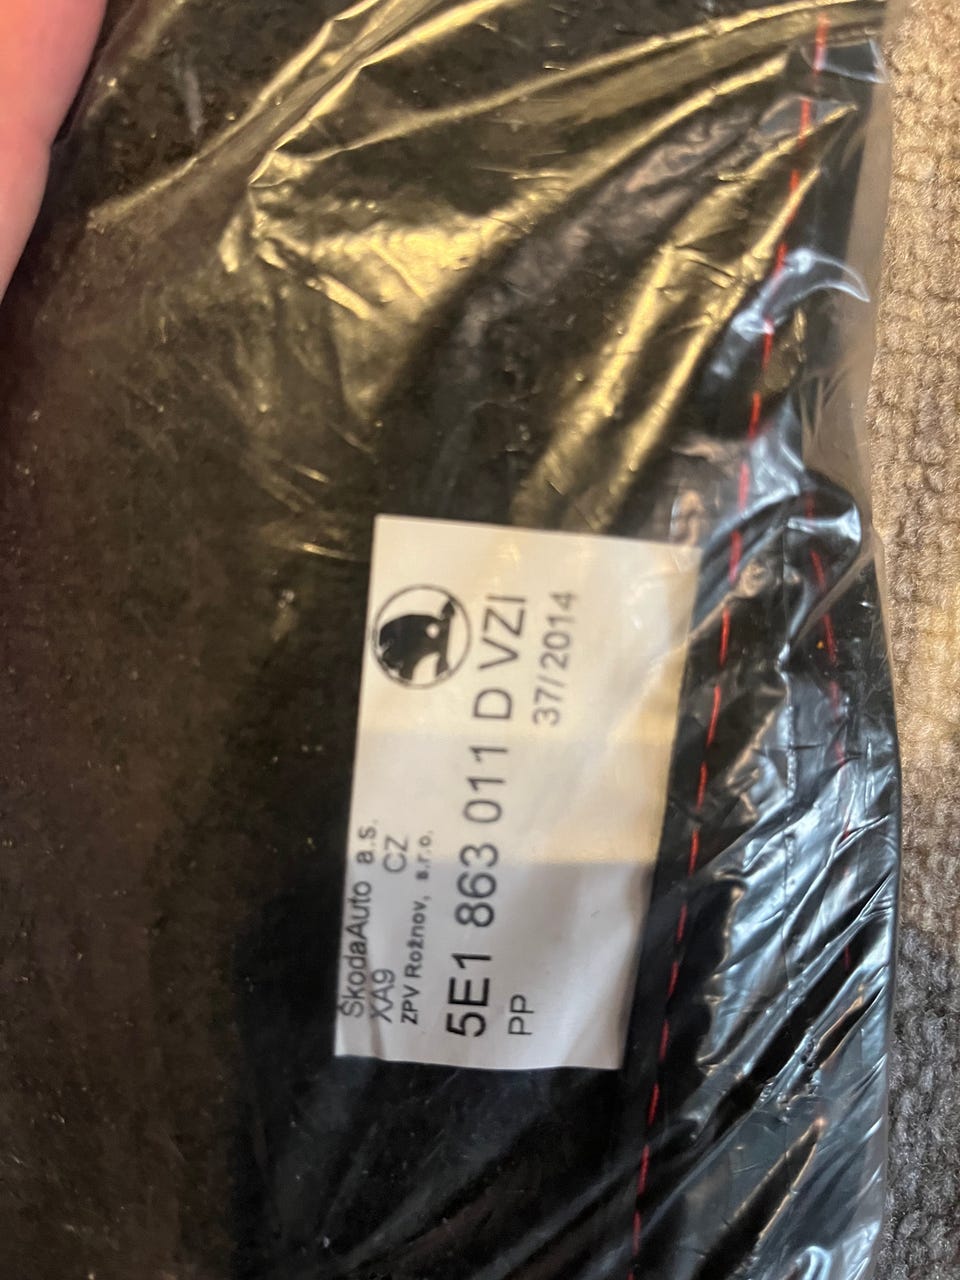 ŠkodaAuto a.s.
XA9 CZ
ZPV Rožnov, s.r.o.
5E1 863 011 D VZI
PP 37/2014